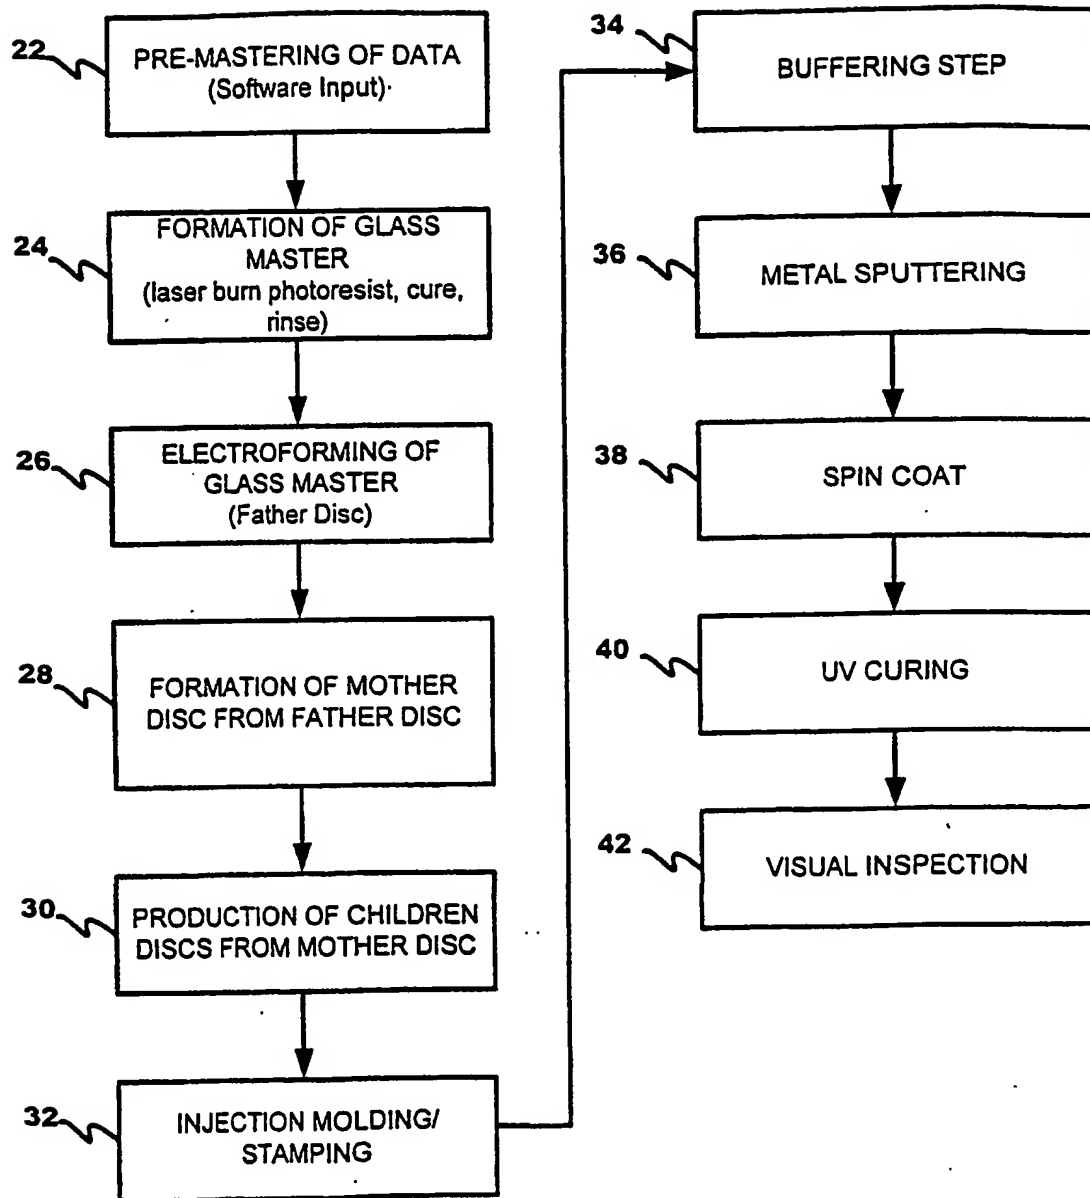 22
PRE-MASTERING OF DATA
(Software Input)
24
FORMATION OF GLASS
MASTER
(laser burn photoresist, cure,
rinse)
26
ELECTROFORMING OF
GLASS MASTER
(Father Disc)
28
FORMATION OF MOTHER
DISC FROM FATHER DISC
30
PRODUCTION OF CHILDREN
DISCS FROM MOTHER DISC
32
INJECTION MOLDING/
STAMPING
34
BUFFERING STEP
36
METAL SPUTTERING
38
SPIN COAT
40
UV CURING
42
VISUAL INSPECTION